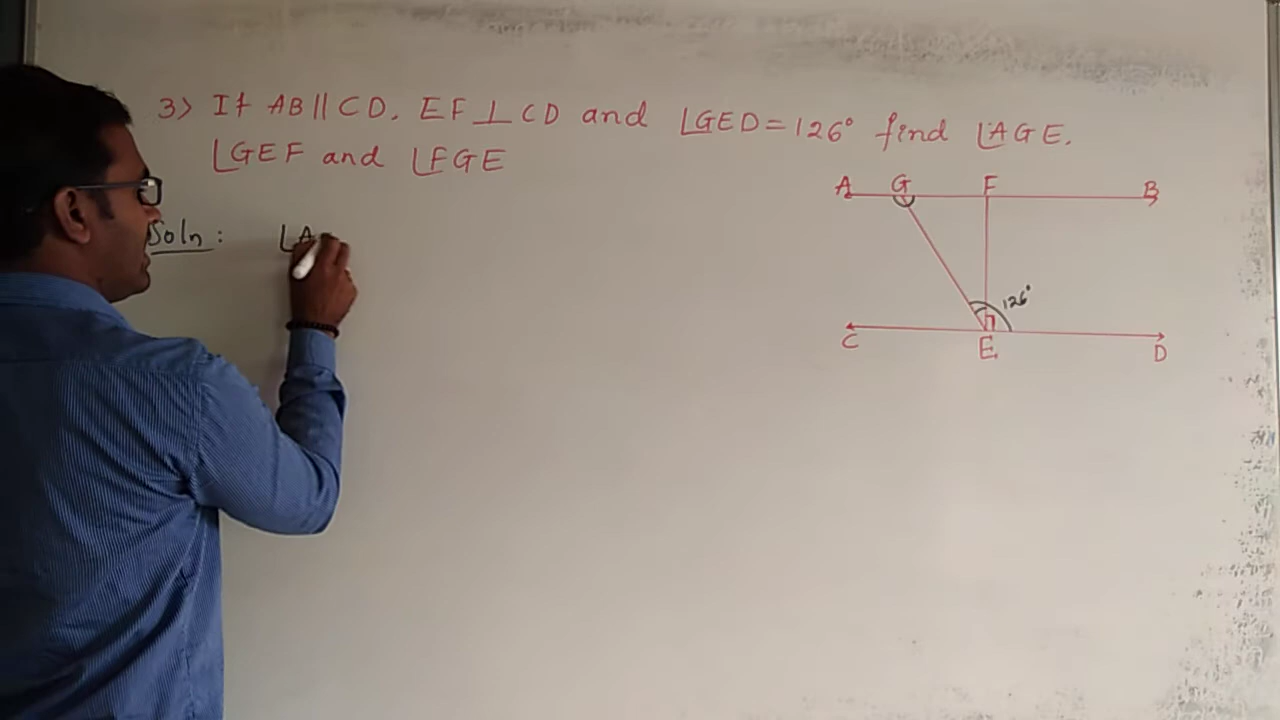 3) If AB || CD, EF ⊥ CD and ∠GED = 126° find ∠AGE.
∠GEF and ∠FGE
A G F B
Soln : ∠A
126°
C E D